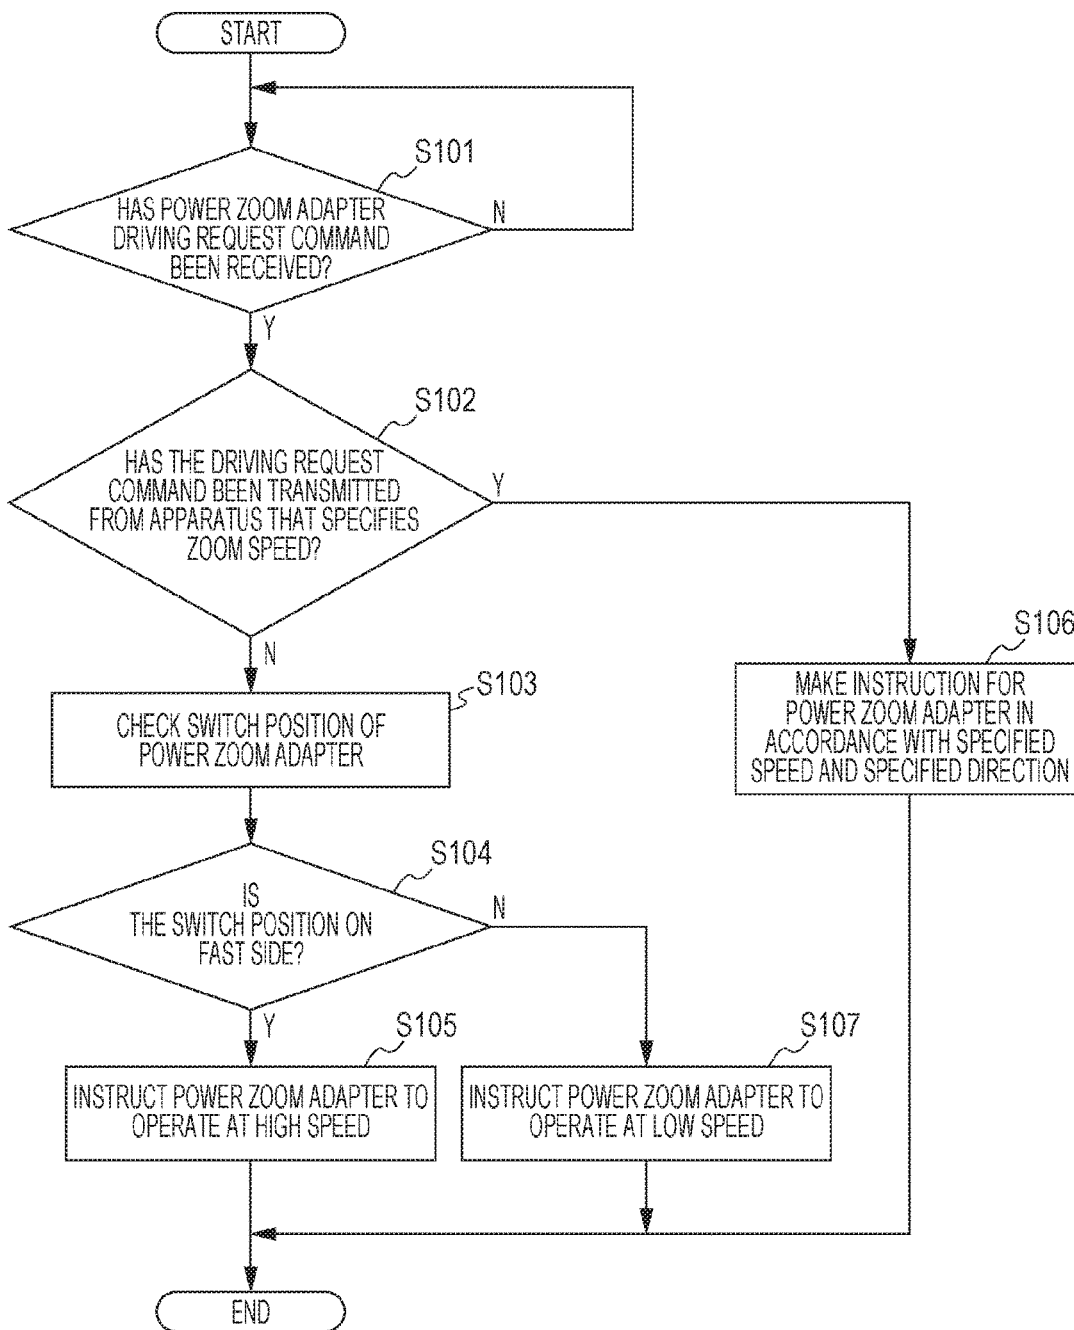 START
S101
HAS POWER ZOOM ADAPTER
DRIVING REQUEST COMMAND
BEEN RECEIVED?
N
Y
S102
HAS THE DRIVING REQUEST
COMMAND BEEN TRANSMITTED
FROM APPARATUS THAT SPECIFIES
ZOOM SPEED?
Y
N
S106
MAKE INSTRUCTION FOR
POWER ZOOM ADAPTER IN
ACCORDANCE WITH SPECIFIED
SPEED AND SPECIFIED DIRECTION
S103
CHECK SWITCH POSITION OF
POWER ZOOM ADAPTER
S104
IS
THE SWITCH POSITION ON
FAST SIDE?
N
Y
S105
INSTRUCT POWER ZOOM ADAPTER TO
OPERATE AT HIGH SPEED
S107
INSTRUCT POWER ZOOM ADAPTER TO
OPERATE AT LOW SPEED
END